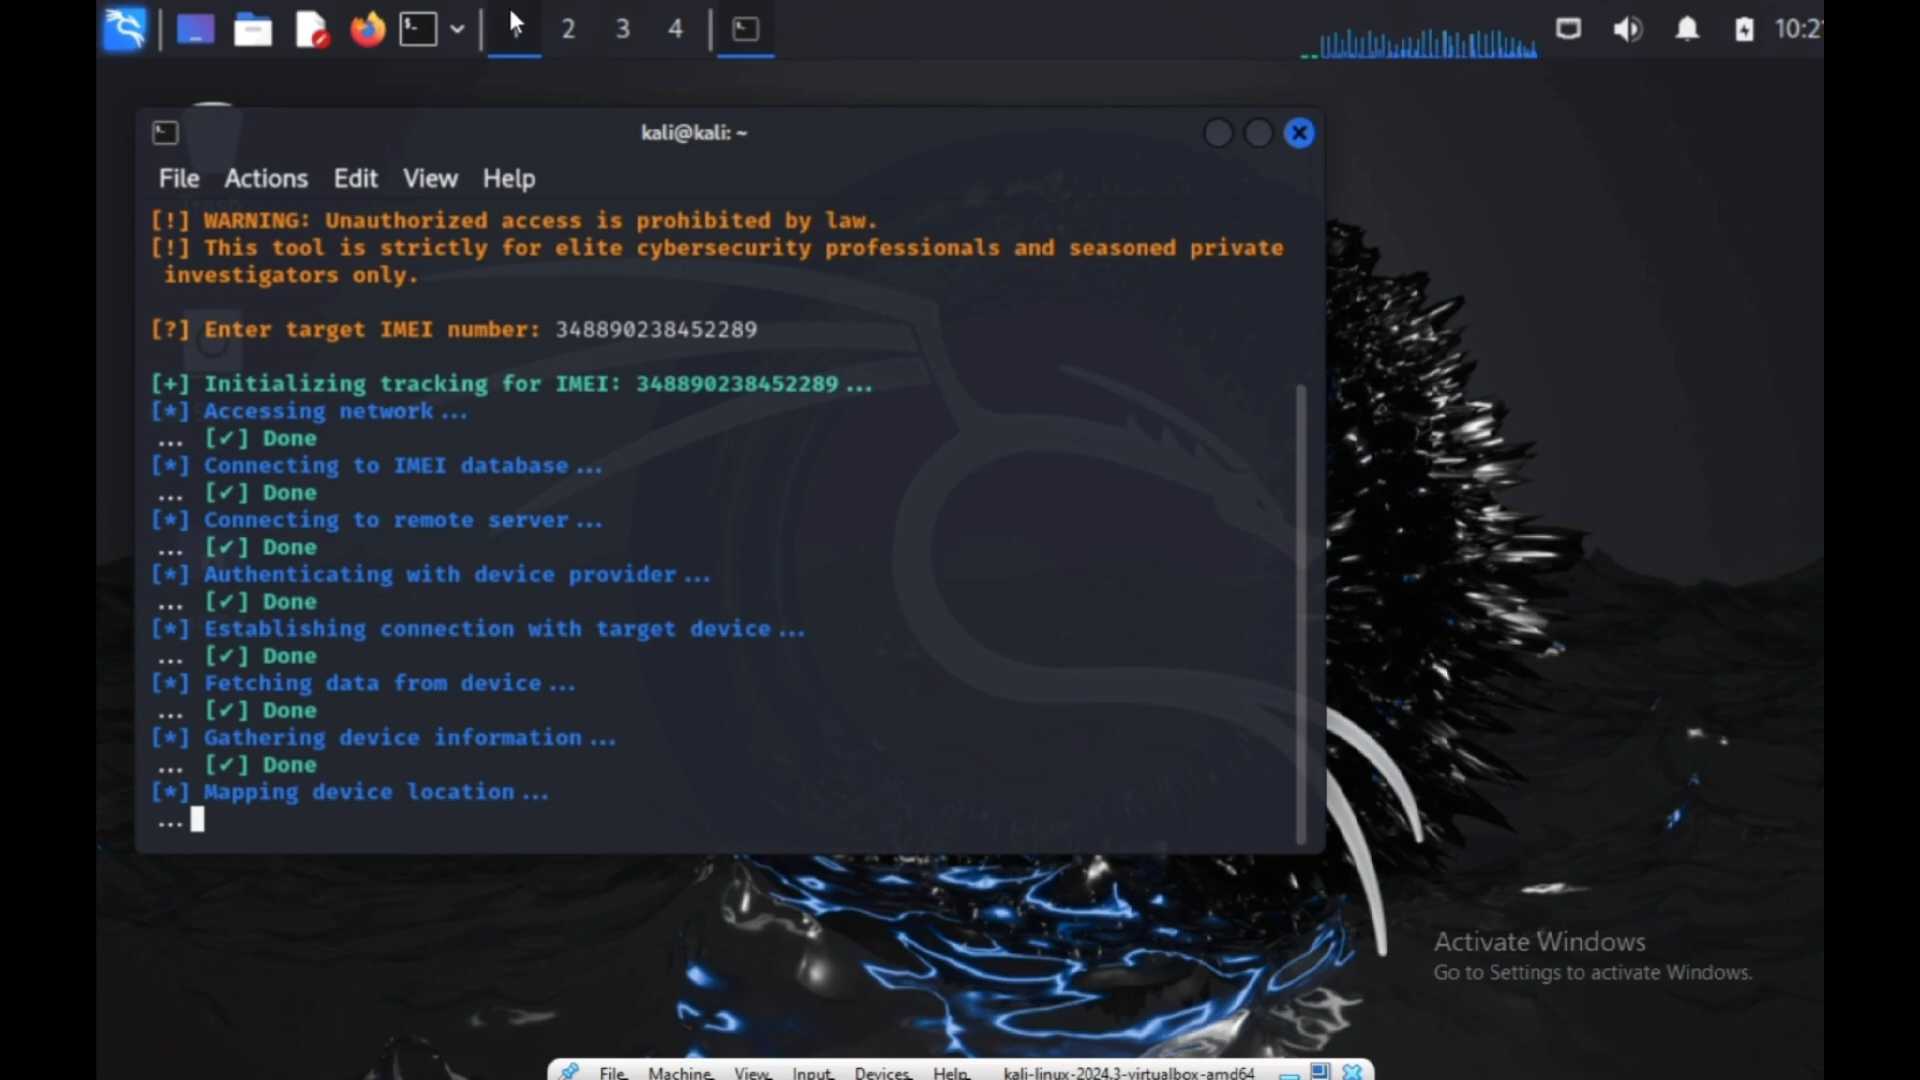 2 3 4 10:2
kali@kali: ~
File Actions Edit View Help
[!] WARNING: Unauthorized access is prohibited by law.
[!] This tool is strictly for elite cybersecurity professionals and seasoned private
investigators only.
[?] Enter target IMEI number: 348890238452289
[+] Initializing tracking for IMEI: 348890238452289...
[*] Accessing network...
... [✓] Done
[*] Connecting to IMEI database...
... [✓] Done
[*] Connecting to remote server...
... [✓] Done
[*] Authenticating with device provider...
... [✓] Done
[*] Establishing connection with target device...
... [✓] Done
[*] Fetching data from device...
... [✓] Done
[*] Gathering device information...
... [✓] Done
[*] Mapping device location...
...
Activate Windows
Go to Settings to activate Windows.
File Machine View Input Devices Help kali-linux-2024.3-virtualbox-amd64